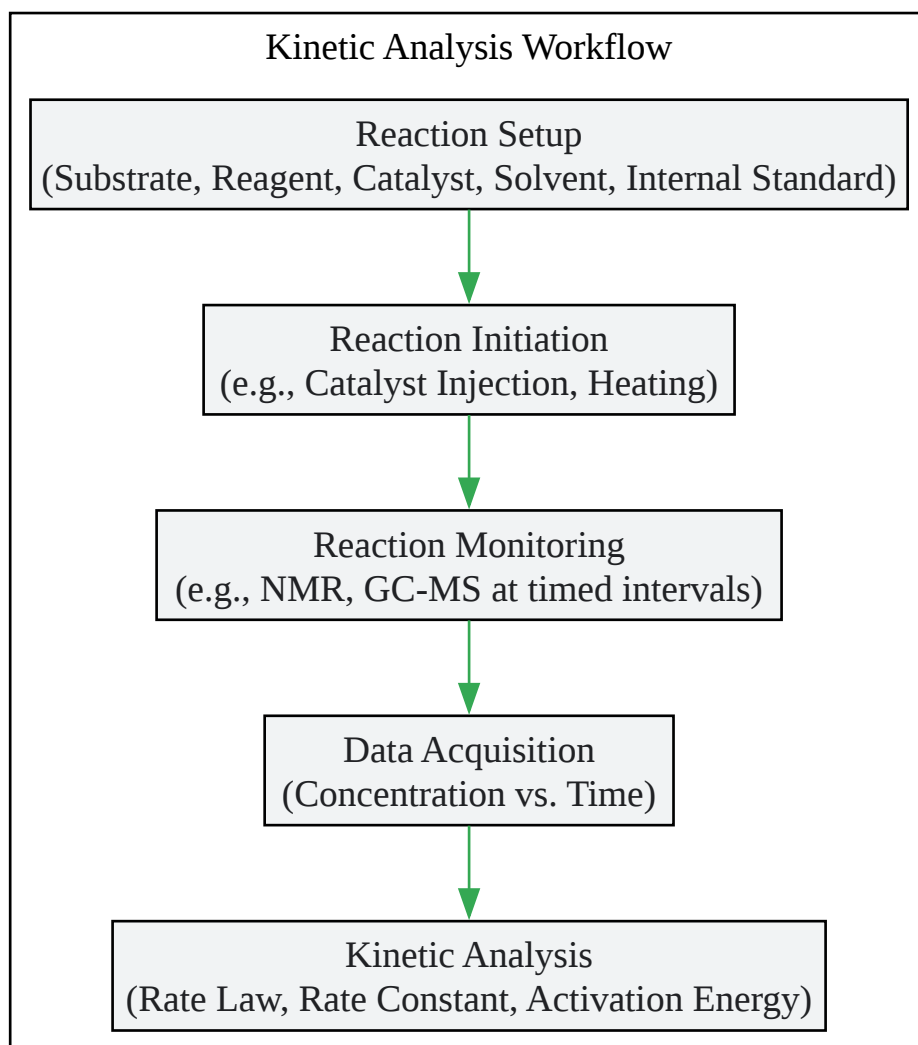 Kinetic Analysis Workflow
Reaction Setup
(Substrate, Reagent, Catalyst, Solvent, Internal Standard)
Reaction Initiation
(e.g., Catalyst Injection, Heating)
Reaction Monitoring
(e.g., NMR, GC-MS at timed intervals)
Data Acquisition
(Concentration vs. Time)
Kinetic Analysis
(Rate Law, Rate Constant, Activation Energy)